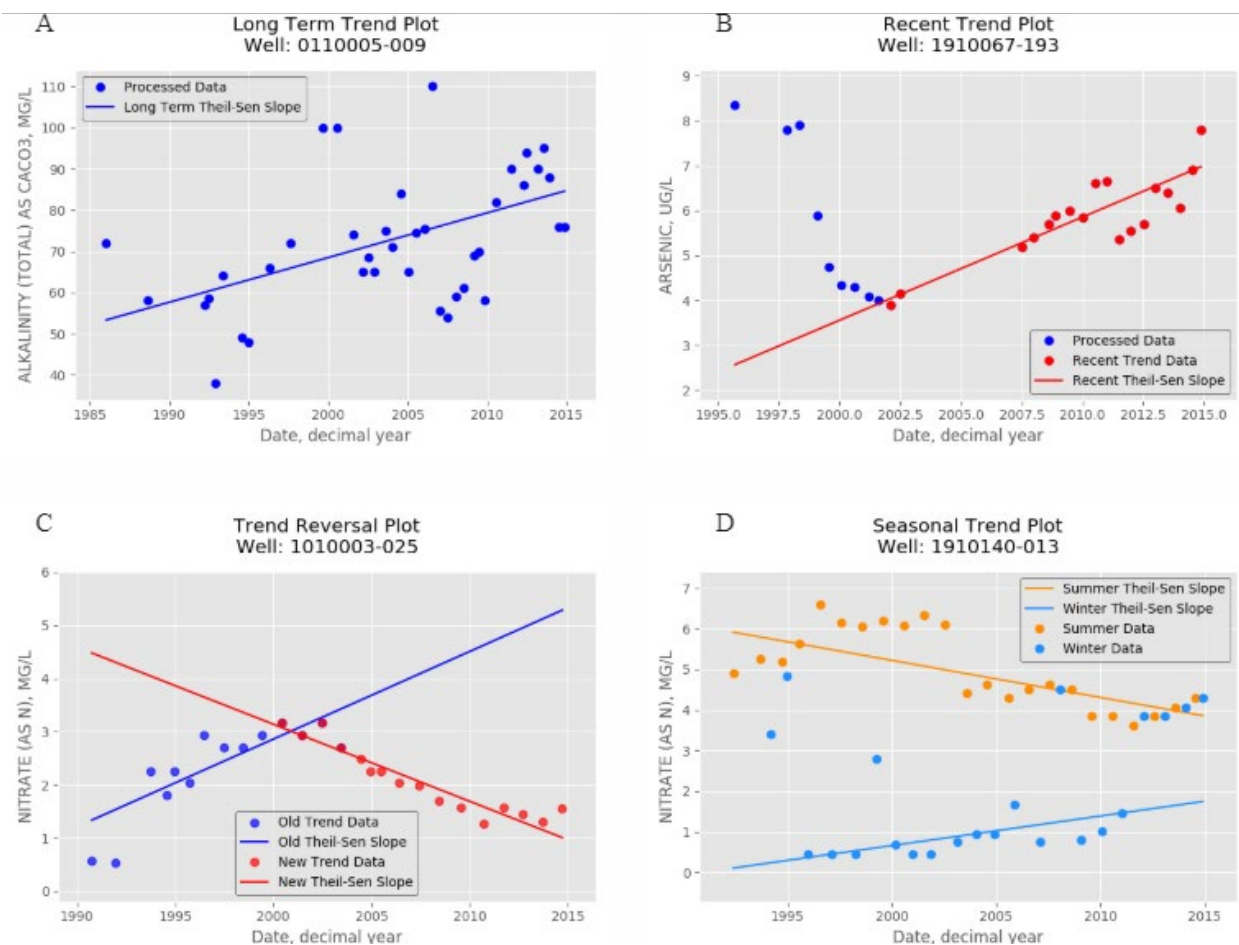 A
Long Term Trend Plot
Well: 0110005-009
Processed Data
Long Term Theil-Sen Slope
ALKALINITY (TOTAL) AS CACO3, MG/L
110
100
90
80
70
60
50
40
1985 1990 1995 2000 2005 2010 2015
Date, decimal year
B
Recent Trend Plot
Well: 1910067-193
ARSENIC, UG/L
9
8
7
6
5
4
3
2
Processed Data
Recent Trend Data
Recent Theil-Sen Slope
1995.0 1997.5 2000.0 2002.5 2005.0 2007.5 2010.0 2012.5 2015.0
Date, decimal year
C
Trend Reversal Plot
Well: 1010003-025
NITRATE (AS N), MG/L
6
5
4
3
2
1
0
Old Trend Data
Old Theil-Sen Slope
New Trend Data
New Theil-Sen Slope
1990 1995 2000 2005 2010 2015
Date, decimal year
D
Seasonal Trend Plot
Well: 1910140-013
Summer Theil-Sen Slope
Winter Theil-Sen Slope
Summer Data
Winter Data
NITRATE (AS N), MG/L
7
6
5
4
3
2
1
0
1995 2000 2005 2010 2015
Date, decimal year